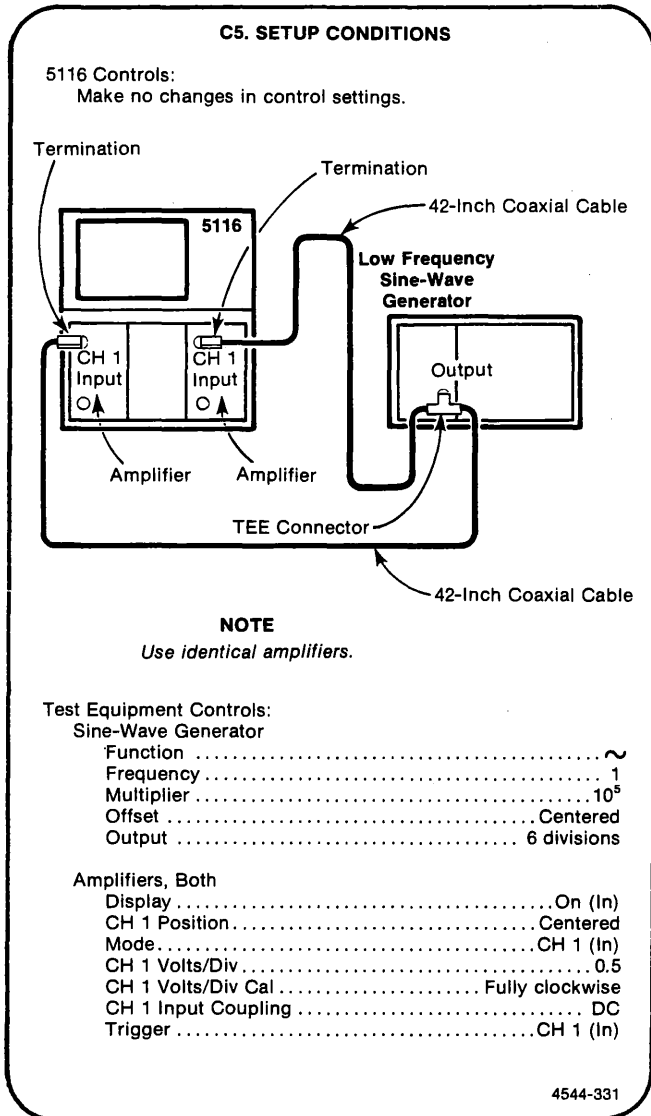 C5. SETUP CONDITIONS
5116 Controls:
Make no changes in control settings.
Termination
Termination
42-Inch Coaxial Cable
5116
Low Frequency
Sine-Wave
Generator
CH 1
Input
CH 1
Input
Output
Amplifier
Amplifier
TEE Connector
42-Inch Coaxial Cable
NOTE
Use identical amplifiers.
Test Equipment Controls:
Sine-Wave Generator
Function ............................................. ~
Frequency ............................................. 1
Multiplier ............................................. 10⁵
Offset ............................................. Centered
Output ............................................. 6 divisions
Amplifiers, Both
Display ............................................. On (In)
CH 1 Position ............................................. Centered
Mode ............................................. CH 1 (In)
CH 1 Volts/Div ............................................. 0.5
CH 1 Volts/Div Cal ............................ Fully clockwise
CH 1 Input Coupling ............................................. DC
Trigger ............................................. CH 1 (In)
4544-331